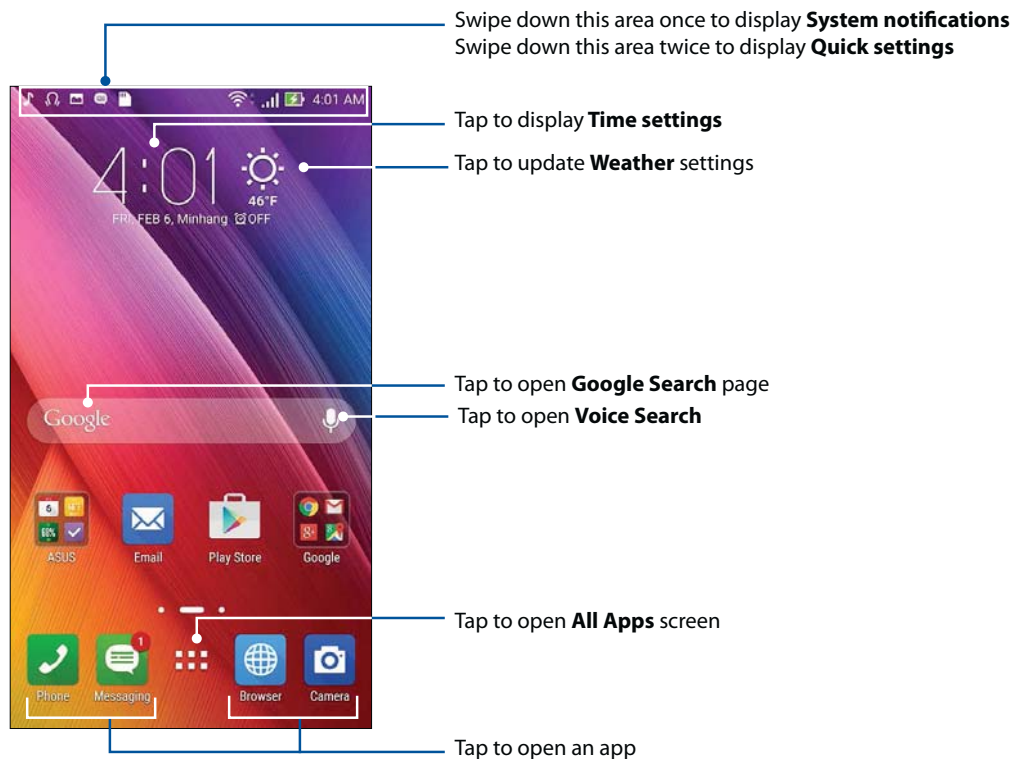 Swipe down this area once to display System notifications
Swipe down this area twice to display Quick settings
4:01 AM
Tap to display Time settings
Tap to update Weather settings
4:01
46°F
FRI, FEB 6, Minhang OFF
Tap to open Google Search page
Google
Tap to open Voice Search
6
ASUS Email Play Store Google
Tap to open All Apps screen
1
Phone Messaging Browser Camera
Tap to open an app